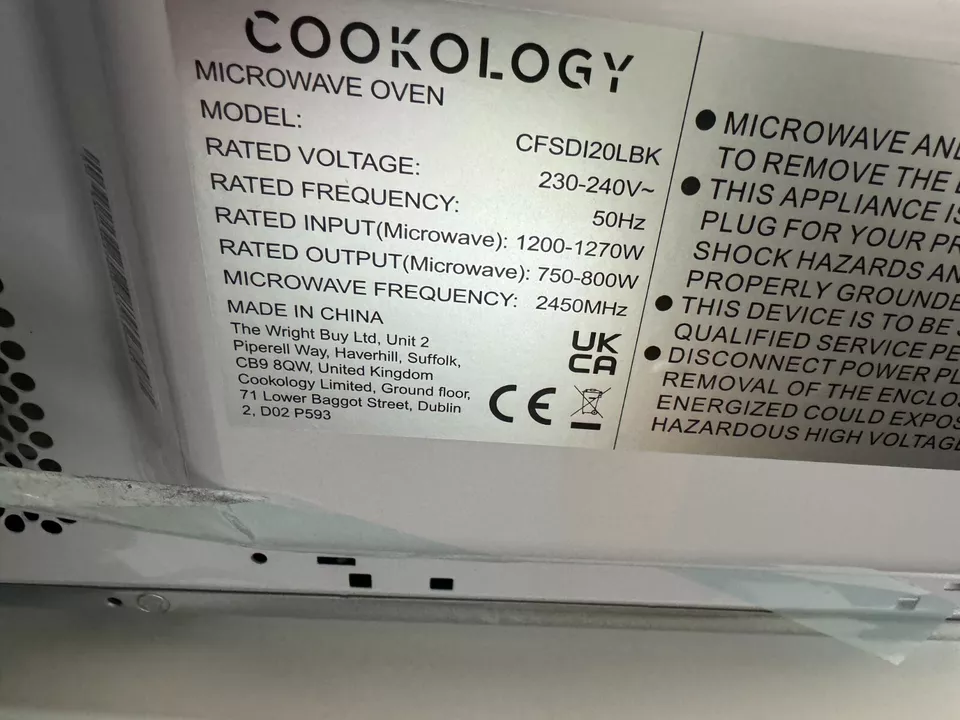 COOKOLOGY
MICROWAVE OVEN
MODEL: CFSDI20LBK
RATED VOLTAGE: 230-240V~
RATED FREQUENCY: 50Hz
RATED INPUT(Microwave): 1200-1270W
RATED OUTPUT(Microwave): 750-800W
MICROWAVE FREQUENCY: 2450MHz
MADE IN CHINA
The Wright Buy Ltd, Unit 2
Piperell Way, Haverhill, Suffolk,
CB9 8QW, United Kingdom
Cookology Limited, Ground floor,
71 Lower Baggot Street, Dublin
2, D02 P593
UK
CA
CE
● MICROWAVE AN
TO REMOVE THE
● THIS APPLIANCE IS
PLUG FOR YOUR PR
SHOCK HAZARDS AN
PROPERLY GROUNDE
● THIS DEVICE IS TO BE
QUALIFIED SERVICE PE
● DISCONNECT POWER PL
REMOVAL OF THE ENCLO
ENERGIZED COULD EXPOS
HAZARDOUS HIGH VOLTAGE